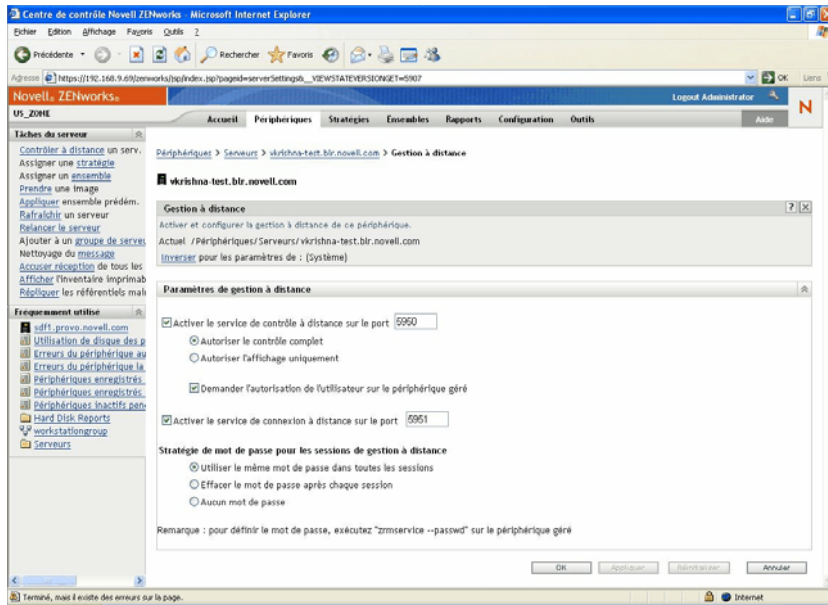 Centre de contrôle Novell ZENworks - Microsoft Internet Explorer
Fichier Edition Affichage Favoris Outils ?
Précédente Rechercher Favoris
Adresse https://192.168.9.69/zenworks/jsp/index.jsp?pageid=serverSettings&__VIEWSTATEVERSIONGET=5907 OK Liens
Novell® ZENworks® Logout Administrator
US_ZONE
Accueil Périphériques Stratégies Ensembles Rapports Configuration Outils Aide
N
Tâches du serveur
Contrôler à distance un serv.
Assigner une stratégie
Assigner un ensemble
Prendre une image
Appliquer ensemble prédém.
Rafraîchir un serveur
Relancer le serveur
Ajouter à un groupe de serveu
Nettoyage du message
Accuser réception de tous les
Afficher l'inventaire imprimab
Répliquer les référentiels mal
Fréquemment utilisé
sdf1.provo.novell.com
Utilisation de disque des p
Erreurs du périphérique au
Erreurs du périphérique la
Périphériques enregistrés
Périphériques enregistrés
Périphériques inactifs pen
Hard Disk Reports
workstationgroup
Serveurs
Périphériques > Serveurs > vkrishna-test.blr.novell.com > Gestion à distance
vkrishna-test.blr.novell.com
Gestion à distance
Activer et configurer la gestion à distance de ce périphérique.
Actuel /Périphériques/Serveurs/vkrishna-test.blr.novell.com
Inverser pour les paramètres de : (Système)
Paramètres de gestion à distance
Activer le service de contrôle à distance sur le port 5950
Autoriser le contrôle complet
Autoriser l'affichage uniquement
Demander l'autorisation de l'utilisateur sur le périphérique géré
Activer le service de connexion à distance sur le port 5951
Stratégie de mot de passe pour les sessions de gestion à distance
Utiliser le même mot de passe dans toutes les sessions
Effacer le mot de passe après chaque session
Aucun mot de passe
Remarque : pour définir le mot de passe, exécutez "zrmservice --passwd" sur le périphérique géré
OK Appliquer Réinitialiser Annuler
Terminé, mais il existe des erreurs sur la page. Internet